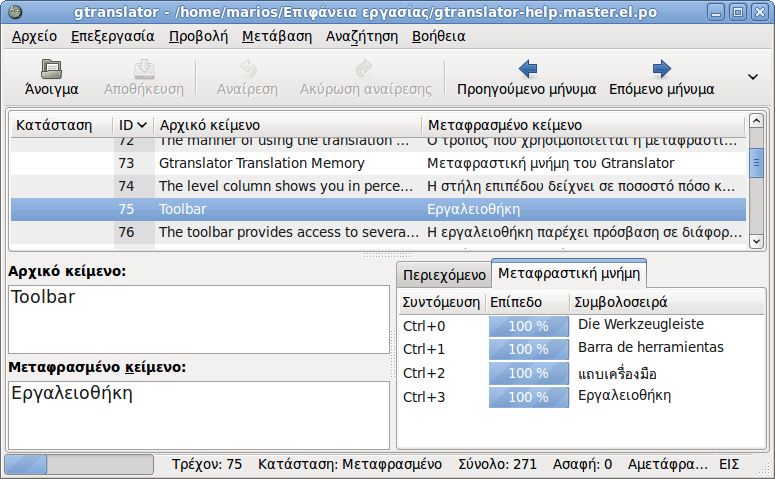 gtranslator - /home/marios/Επιφάνεια εργασίας/gtranslator-help.master.el.po
Αρχείο Επεξεργασία Προβολή Μετάβαση Αναζήτηση Βοήθεια
Άνοιγμα Αποθήκευση Αναίρεση Ακύρωση αναίρεσης Προηγούμενο μήνυμα Επόμενο μήνυμα
Κατάσταση ID Αρχικό κείμενο Μεταφρασμένο κείμενο
72 The manner of using the translation ... Ο τρόπος που χρησιμοποιείται η μεταφραστι...
73 Gtranslator Translation Memory Μεταφραστική μνήμη του Gtranslator
74 The level column shows you in perce... Η στήλη επιπέδου δείχνει σε ποσοστό πόσο κ...
75 Toolbar Εργαλειοθήκη
76 The toolbar provides access to severa... Η εργαλειοθήκη παρέχει πρόσβαση σε διάφορ...
Αρχικό κείμενο:
Toolbar
Μεταφρασμένο κείμενο:
Εργαλειοθήκη
Περιεχόμενο Μεταφραστική μνήμη
Συντόμευση Επίπεδο Συμβολοσειρά
Ctrl+0 100 % Die Werkzeugleiste
Ctrl+1 100 % Barra de herramientas
Ctrl+2 100 % แถบเครื่องมือ
Ctrl+3 100 % Εργαλειοθήκη
Τρέχον: 75 Κατάσταση: Μεταφρασμένο Σύνολο: 271 Ασαφή: 0 Αμετάφρα... ΕΙΣ